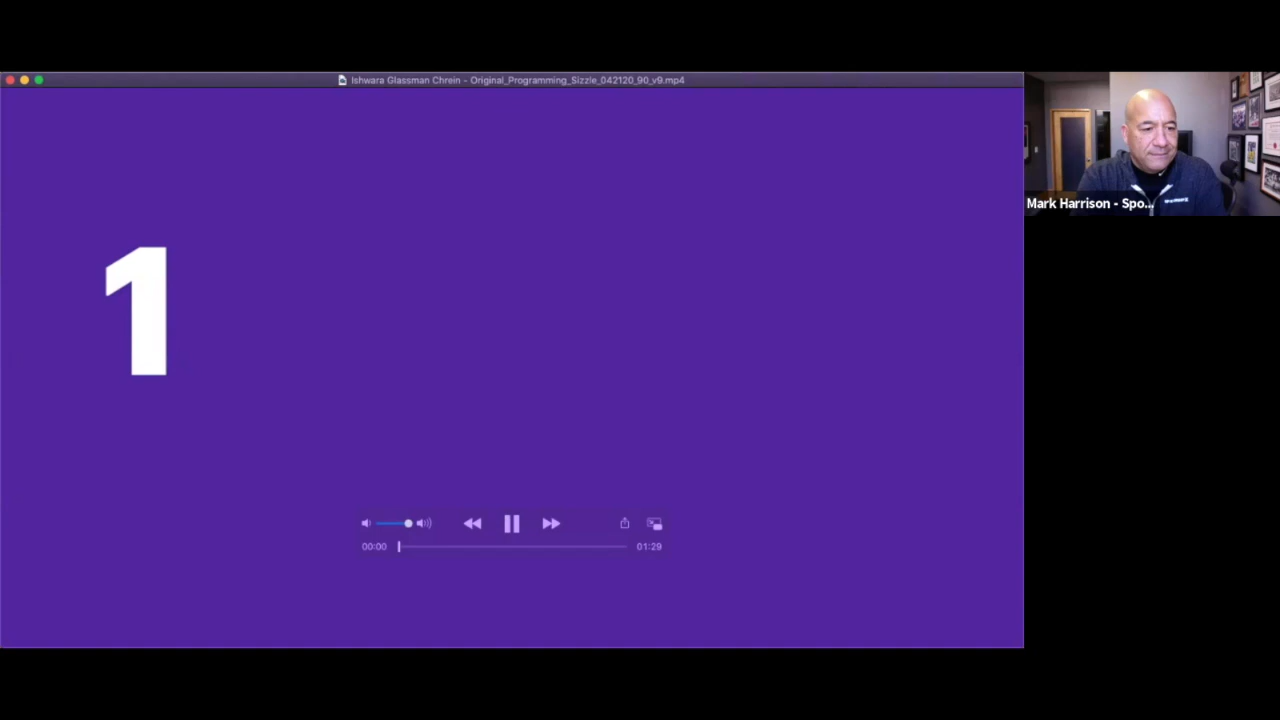 Ishwara Glassman Chrein - Original_Programming_Sizzle_042120_90_v9.mp4
1
00:00
01:29
Mark Harrison - Spo...